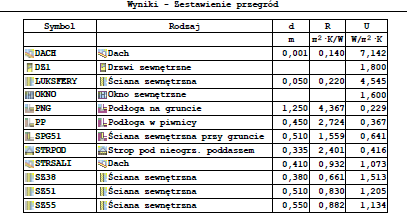 Wyniki - Zestawienie przegród
Symbol Rodzaj d R U
m m²·K/W W/m²·K
DACH Dach 0,001 0,140 7,142
DZ1 Drzwi zewnętrzne 1,800
LUKSFERY Ściana zewnętrzna 0,050 0,220 4,545
OKNO Okno zewnętrzne 1,600
PNG Podłoga na gruncie 1,250 4,367 0,229
PP Podłoga w piwnicy 0,450 2,724 0,367
SPG51 Ściana zewnętrzna przy gruncie 0,510 1,559 0,641
STRPOD Strop pod nieogrz. poddaszem 0,335 2,401 0,416
STRSALI Dach 0,410 0,932 1,073
SZ38 Ściana zewnętrzna 0,380 0,661 1,513
SZ51 Ściana zewnętrzna 0,510 0,830 1,205
SZ55 Ściana zewnętrzna 0,550 0,882 1,134